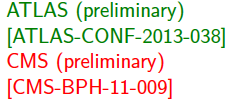 ATLAS (preliminary)
[ATLAS-CONF-2013-038]
CMS (preliminary)
[CMS-BPH-11-009]